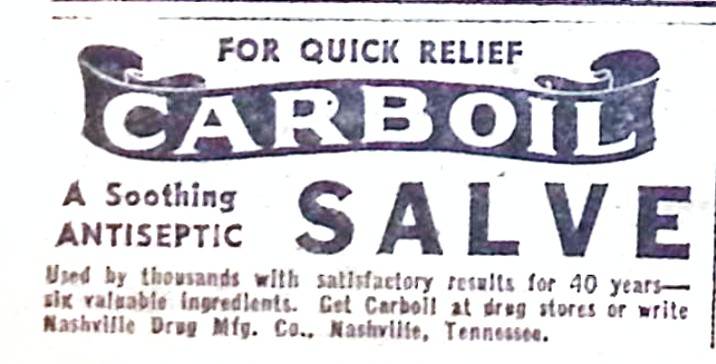 FOR QUICK RELIEF
CARBOIL
A Soothing
ANTISEPTIC
SALVE
Used by thousands with satisfactory results for 40 years—
six valuable ingredients. Get Carboil at drug stores or write
Nashville Drug Mfg. Co., Nashville, Tennessee.